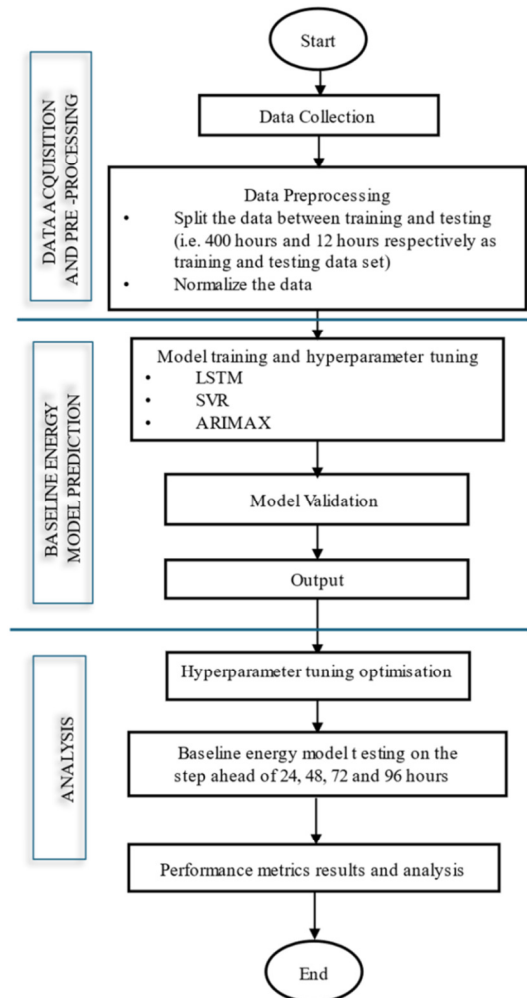 Start
DATA ACQUISITION
AND PRE -PROCESSING
Data Collection
Data Preprocessing
• Split the data between training and testing
(i.e. 400 hours and 12 hours respectively as
training and testing data set)
• Normalize the data
BASELINE ENERGY
MODEL PREDICTION
Model training and hyperparameter tuning
• LSTM
• SVR
• ARIMAX
Model Validation
Output
ANALYSIS
Hyperparameter tuning optimisation
Baseline energy model t esting on the
step ahead of 24, 48, 72 and 96 hours
Performance metrics results and analysis
End